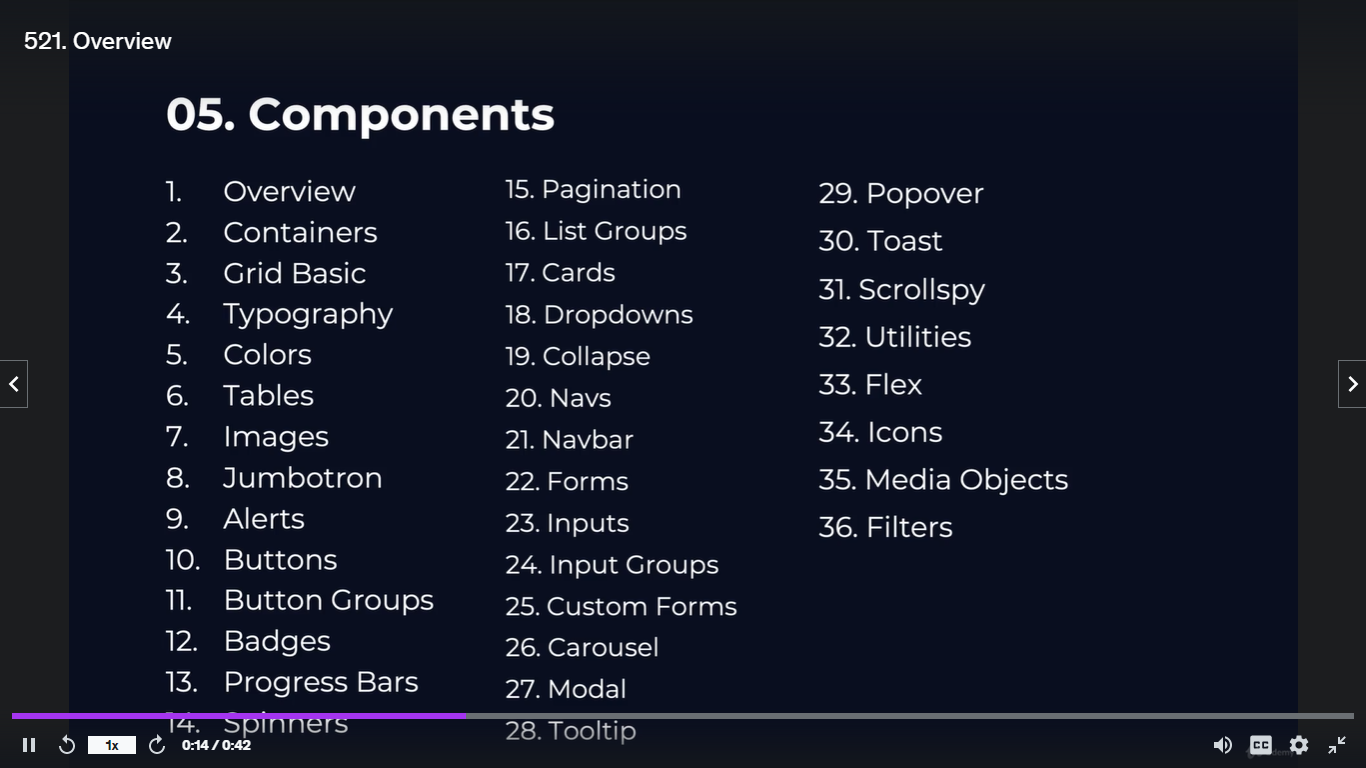 521. Overview
05. Components
1. Overview
2. Containers
3. Grid Basic
4. Typography
5. Colors
6. Tables
7. Images
8. Jumbotron
9. Alerts
10. Buttons
11. Button Groups
12. Badges
13. Progress Bars
14. Spinners
15. Pagination
16. List Groups
17. Cards
18. Dropdowns
19. Collapse
20. Navs
21. Navbar
22. Forms
23. Inputs
24. Input Groups
25. Custom Forms
26. Carousel
27. Modal
28. Tooltip
29. Popover
30. Toast
31. Scrollspy
32. Utilities
33. Flex
34. Icons
35. Media Objects
36. Filters
1x
0:14 / 0:42
CC